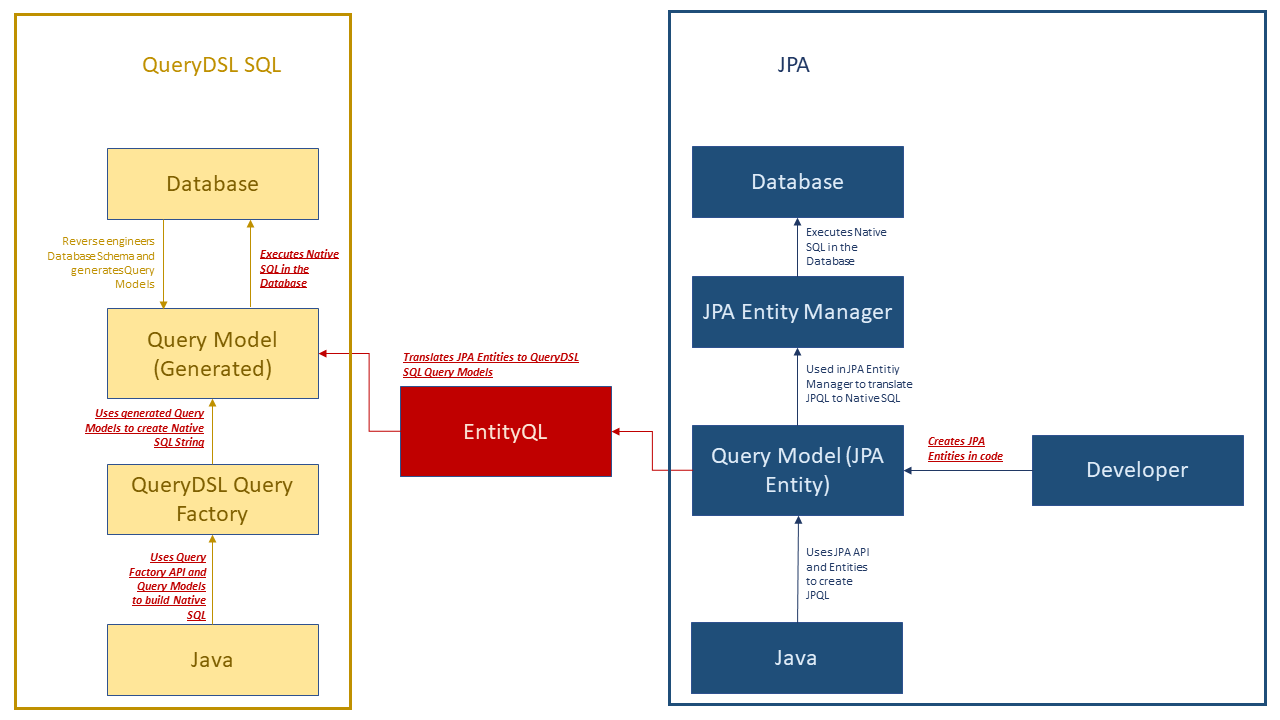 QueryDSL SQL
Database
Reverse engineers
Database Schema and
generates Query
Models
Executes Native
SQL in the
Database
Query Model
(Generated)
Uses generated Query
Models to create Native
SQL String
QueryDSL Query
Factory
Uses Query
Factory API and
Query Models
to build Native
SQL
Java
Translates JPA Entities to QueryDSL
SQL Query Models
EntityQL
JPA
Database
Executes Native
SQL in the
Database
JPA Entity Manager
Used in JPA Entitiy
Manager to translate
JPQL to Native SQL
Query Model (JPA
Entity)
Creates JPA
Entities in code
Developer
Uses JPA API
and Entities
to create
JPQL
Java